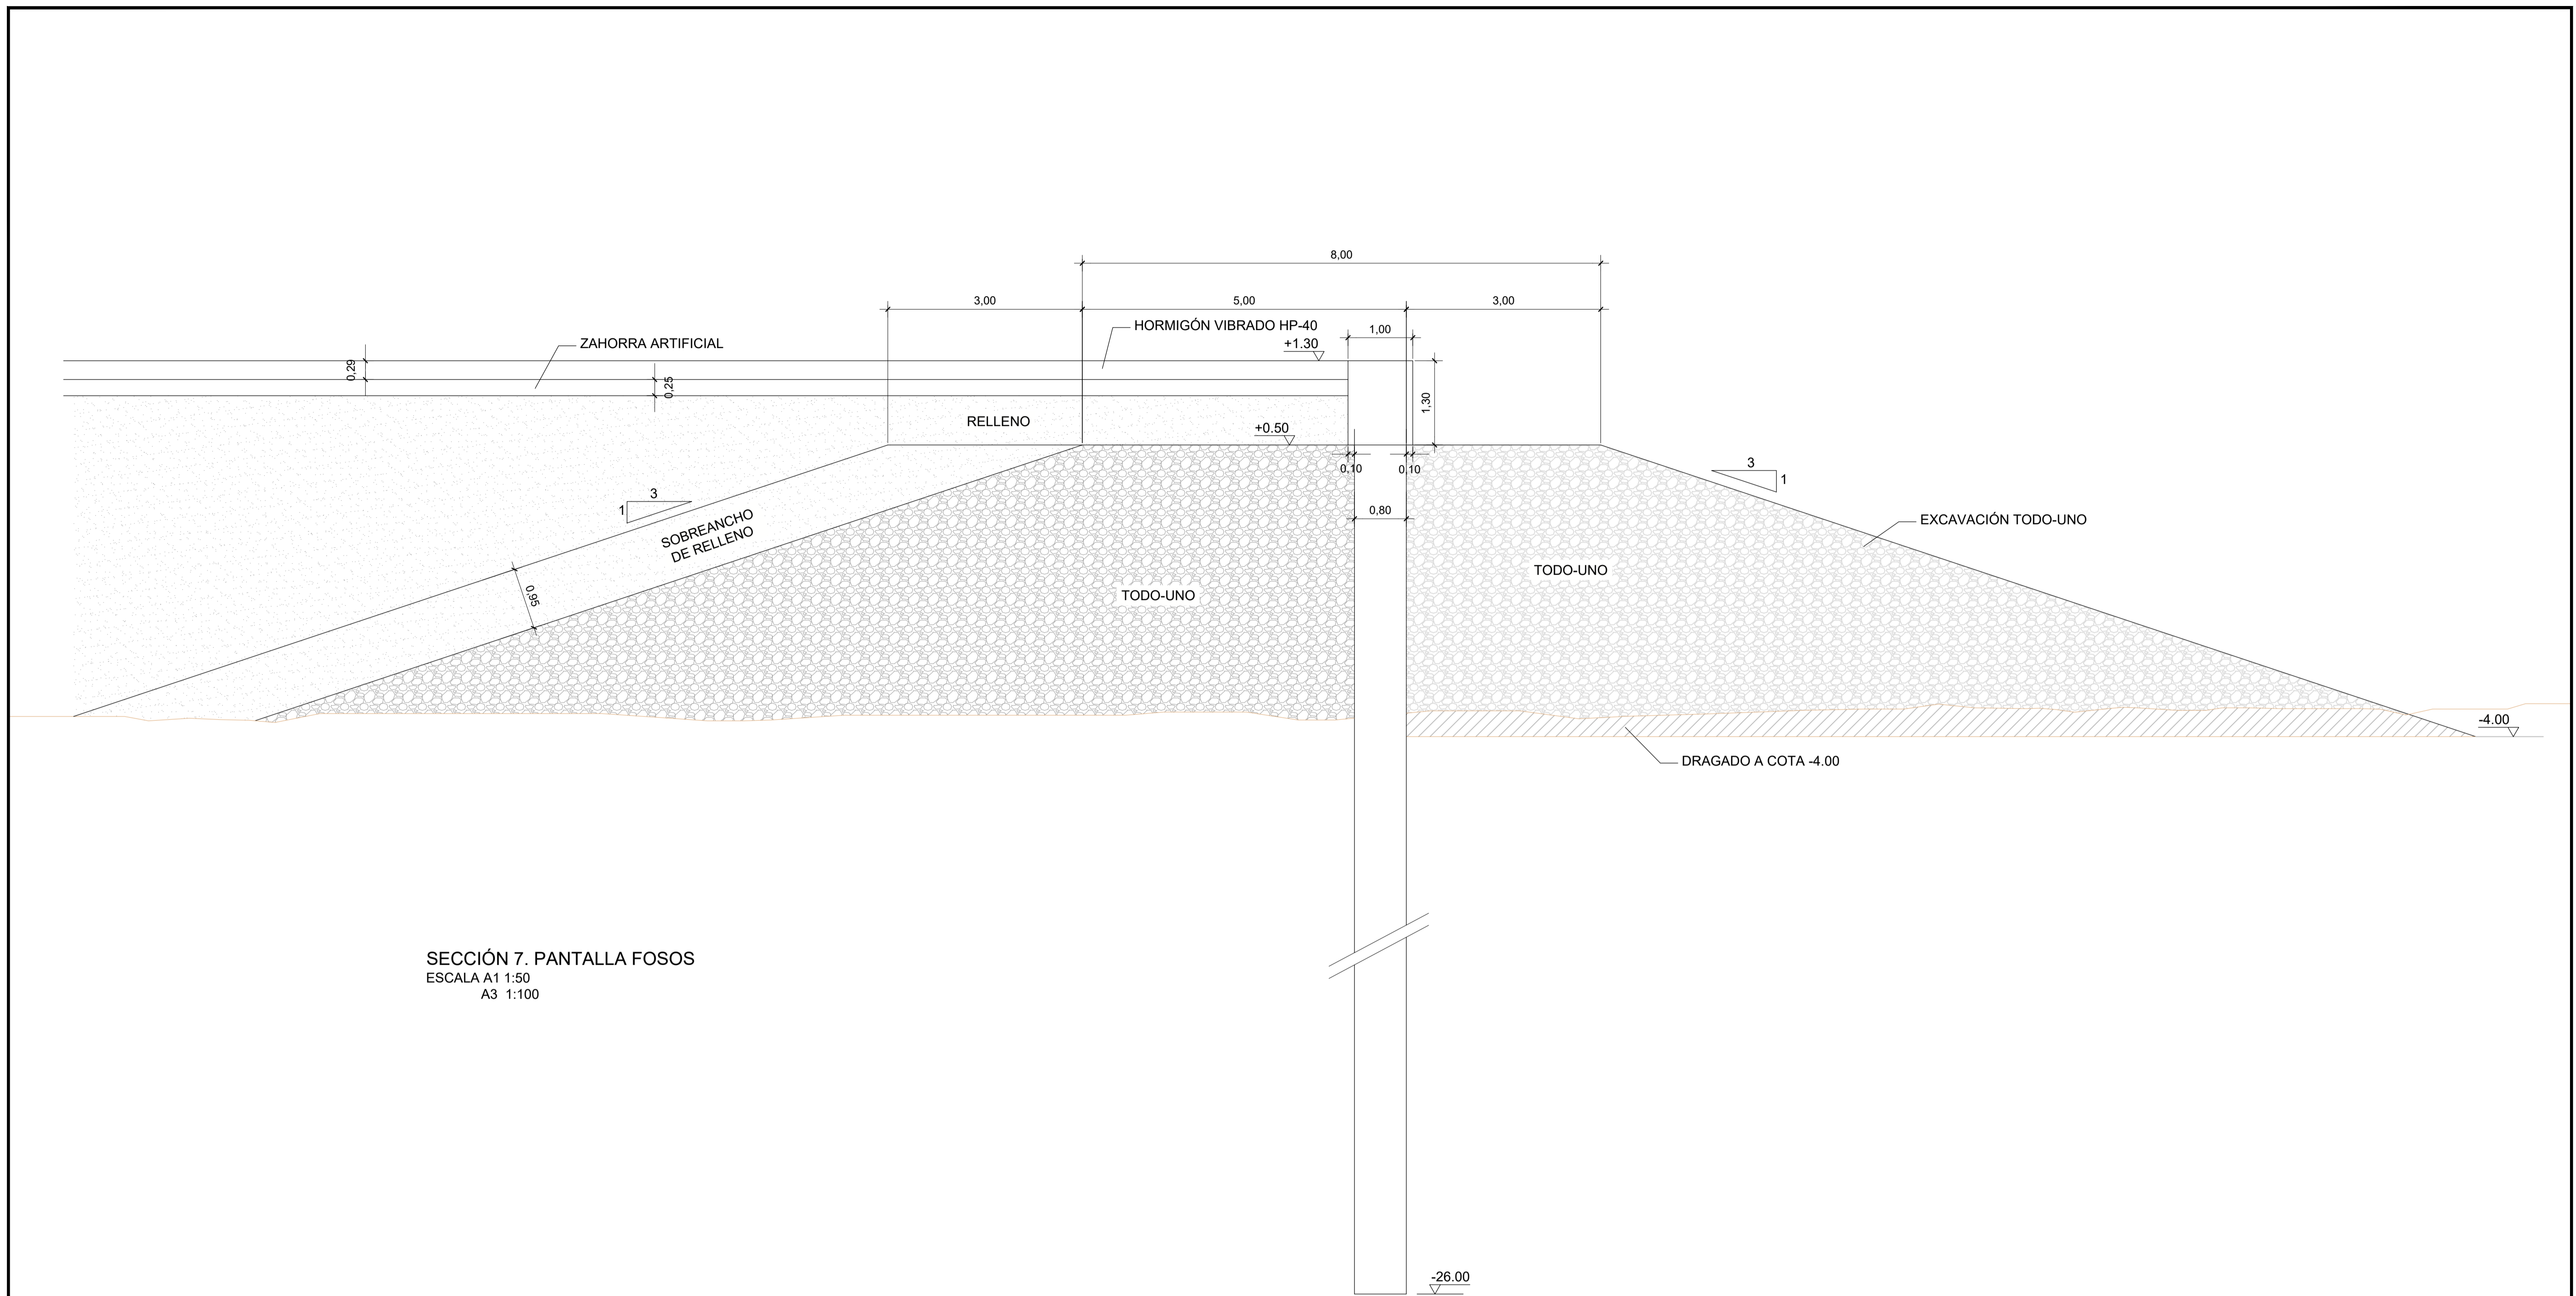 8,00
3,00
5,00
3,00
HORMIGÓN VIBRADO HP-40
1,00
ZAHORRA ARTIFICIAL
+1.30
0,29
0,25
1,30
RELLENO
+0.50
0,10
0,10
3
1
3
1
0,80
SOBREANCHO
DE RELLENO
EXCAVACIÓN TODO-UNO
TODO-UNO
0,95
TODO-UNO
-4.00
DRAGADO A COTA -4.00
SECCIÓN 7. PANTALLA FOSOS
ESCALA A1 1:50
A3 1:100
-26.00